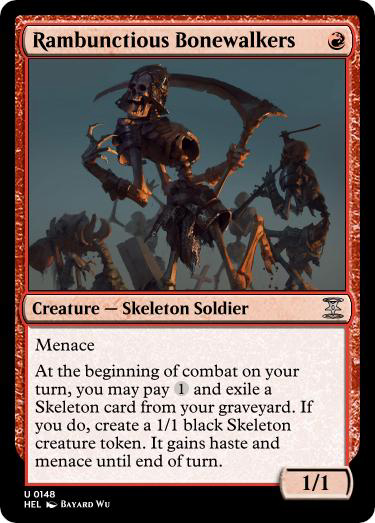 Rambunctious Bonewalkers
Creature — Skeleton Soldier
Menace
At the beginning of combat on your
turn, you may pay 1 and exile a
Skeleton card from your graveyard. If
you do, create a 1/1 black Skeleton
creature token. It gains haste and
menace until end of turn.
1/1
U 0148
HEL Bayard Wu